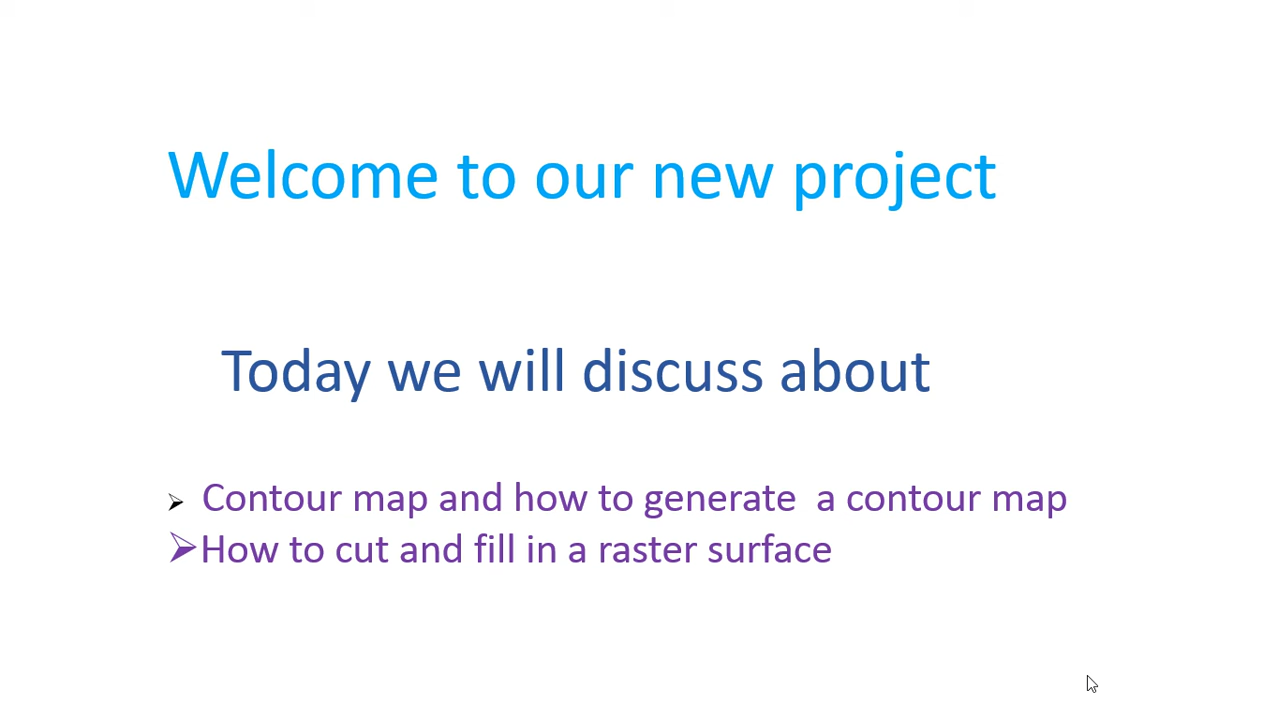 Welcome to our new project
Today we will discuss about
➢ Contour map and how to generate  a contour map
➢How to cut and fill in a raster surface